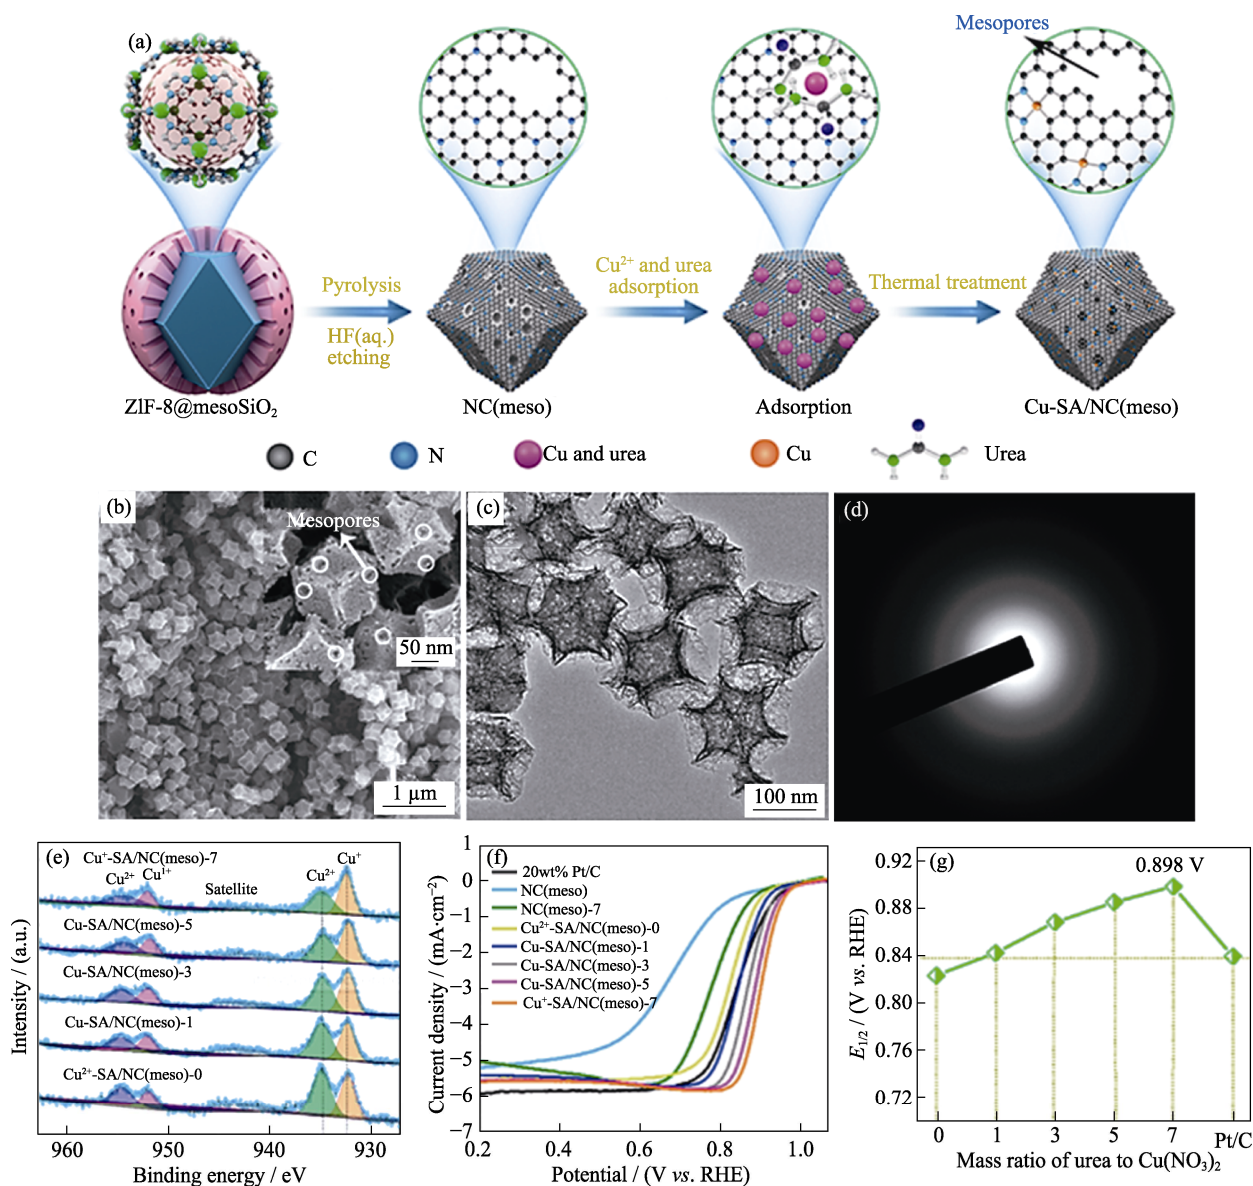 (a)
Mesopores
Pyrolysis
HF(aq.)
etching
Cu²⁺ and urea
adsorption
Thermal treatment
ZlF-8@mesoSiO₂
NC(meso)
Adsorption
Cu-SA/NC(meso)
C
N
Cu and urea
Cu
Urea
(b)
Mesopores
50 nm
1 µm
(c)
100 nm
(d)
(e)
Cu⁺-SA/NC(meso)-7
Cu²⁺
Cu¹⁺
Satellite
Cu²⁺
Cu⁺
Cu-SA/NC(meso)-5
Cu-SA/NC(meso)-3
Cu-SA/NC(meso)-1
Cu²⁺-SA/NC(meso)-0
Intensity / (a.u.)
960 950 940 930
Binding energy / eV
(f)
1
0
−1
−2
−3
−4
−5
−6
−7
Current density / (mA·cm⁻²)
20wt% Pt/C
NC(meso)
NC(meso)-7
Cu²⁺-SA/NC(meso)-0
Cu-SA/NC(meso)-1
Cu-SA/NC(meso)-3
Cu-SA/NC(meso)-5
Cu⁺-SA/NC(meso)-7
0.2 0.4 0.6 0.8 1.0
Potential / (V vs. RHE)
(g)
0.898 V
0.92
0.88
0.84
0.80
0.76
0.72
E₁/₂ / (V vs. RHE)
0 1 3 5 7 Pt/C
Mass ratio of urea to Cu(NO₃)₂